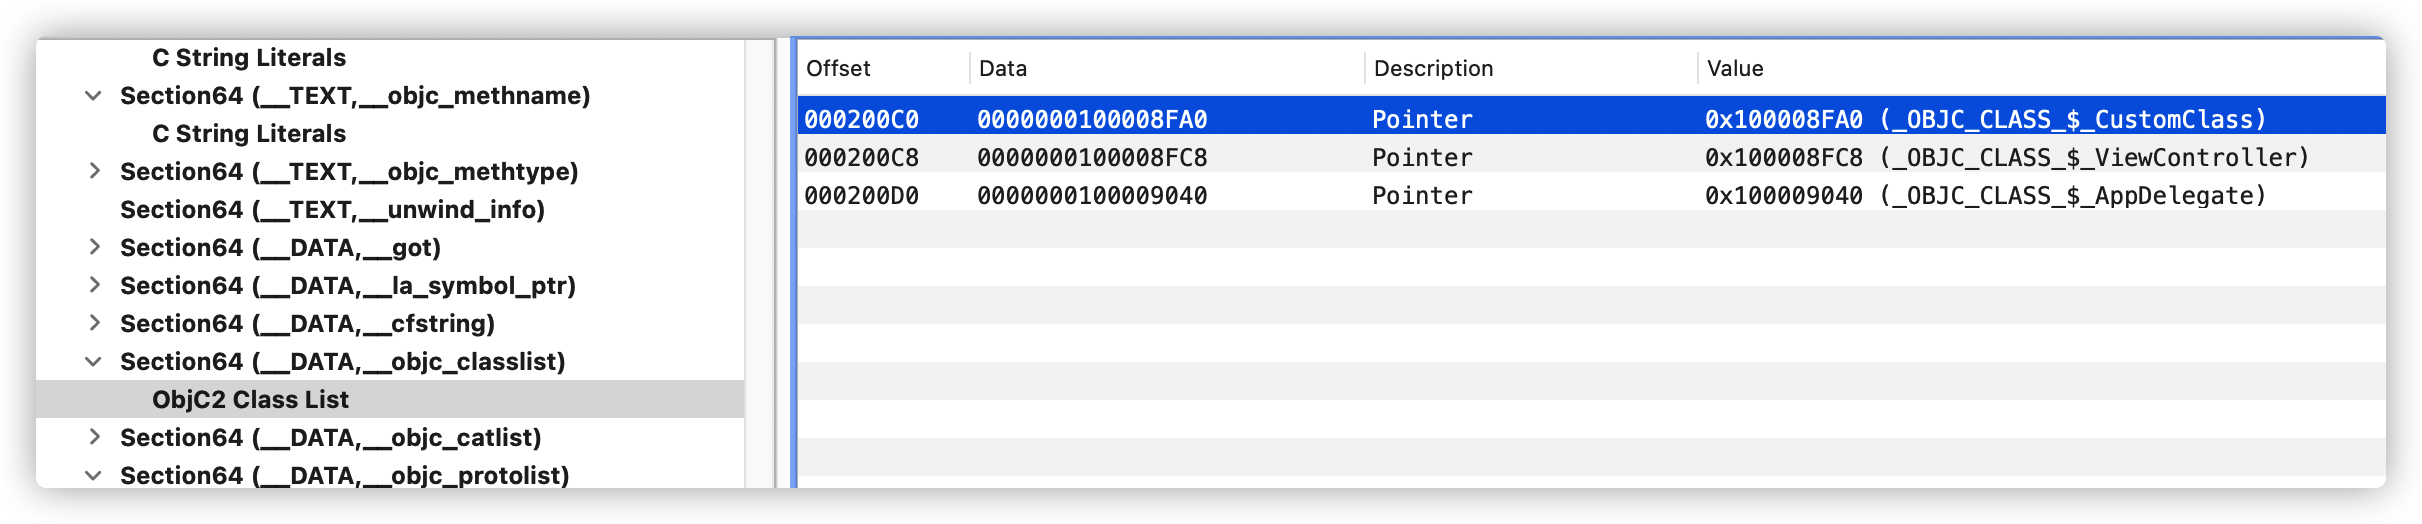 C String Literals
Section64 (__TEXT,__objc_methname)
C String Literals
Section64 (__TEXT,__objc_methtype)
Section64 (__TEXT,__unwind_info)
Section64 (__DATA,__got)
Section64 (__DATA,__la_symbol_ptr)
Section64 (__DATA,__cfstring)
Section64 (__DATA,__objc_classlist)
ObjC2 Class List
Section64 (__DATA,__objc_catlist)
Section64 (__DATA,__objc_protolist)
Offset Data Description Value
000200C0 0000000100008FA0 Pointer 0x100008FA0 (_OBJC_CLASS_$_CustomClass)
000200C8 0000000100008FC8 Pointer 0x100008FC8 (_OBJC_CLASS_$_ViewController)
000200D0 0000000100009040 Pointer 0x100009040 (_OBJC_CLASS_$_AppDelegate)